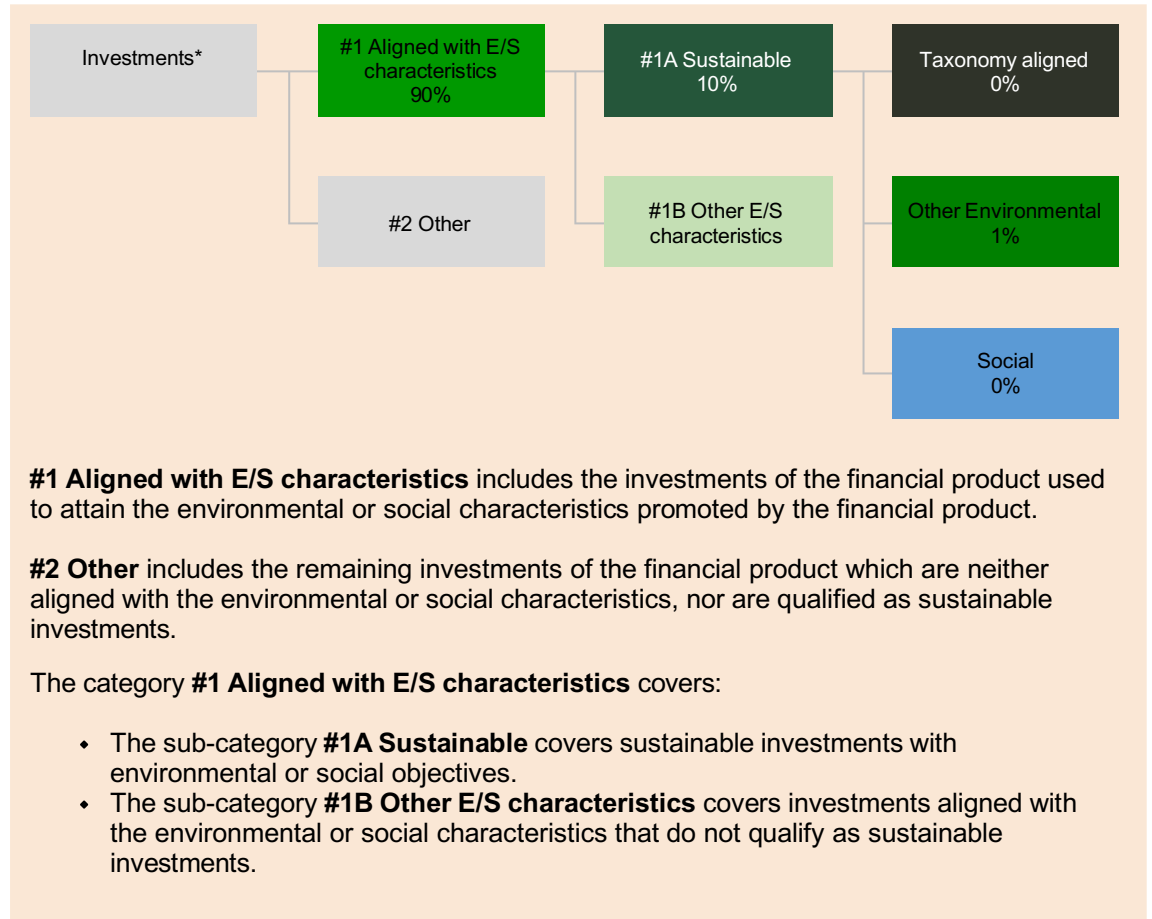 Investments*
#1 Aligned with E/S
characteristics
90%
#1A Sustainable
10%
Taxonomy aligned
0%
#2 Other
#1B Other E/S
characteristics
Other Environmental
1%
Social
0%
#1 Aligned with E/S characteristics includes the investments of the financial product used
to attain the environmental or social characteristics promoted by the financial product.
#2 Other includes the remaining investments of the financial product which are neither
aligned with the environmental or social characteristics, nor are qualified as sustainable
investments.
The category #1 Aligned with E/S characteristics covers:
• The sub-category #1A Sustainable covers sustainable investments with
environmental or social objectives.
• The sub-category #1B Other E/S characteristics covers investments aligned with
the environmental or social characteristics that do not qualify as sustainable
investments.